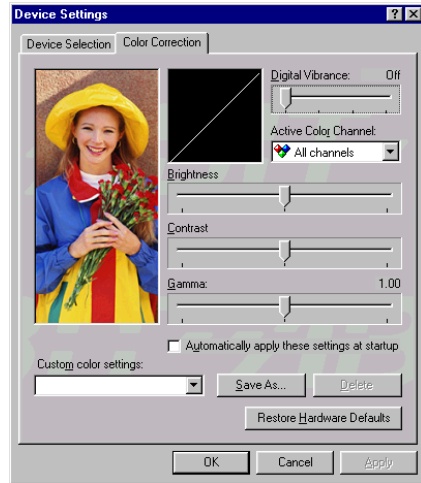 Device Settings
Device Selection
Color Correction
Digital Vibrance: Off
Active Color Channel:
All channels
Brightness
Contrast
Gamma: 1.00
Automatically apply these settings at startup
Custom color settings:
Save As...
Delete
Restore Hardware Defaults
OK
Cancel
Apply